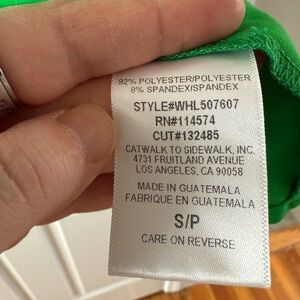 92% POLYESTER/POLYESTER
8% SPANDEX/SPANDEX
STYLE#WHL507607
RN#114574
CUT#132485
CATWALK TO SIDEWALK, INC.
4731 FRUITLAND AVENUE
LOS ANGELES, CA 90058
MADE IN GUATEMALA
FABRIQUE EN GUATEMALA
S/P
CARE ON REVERSE